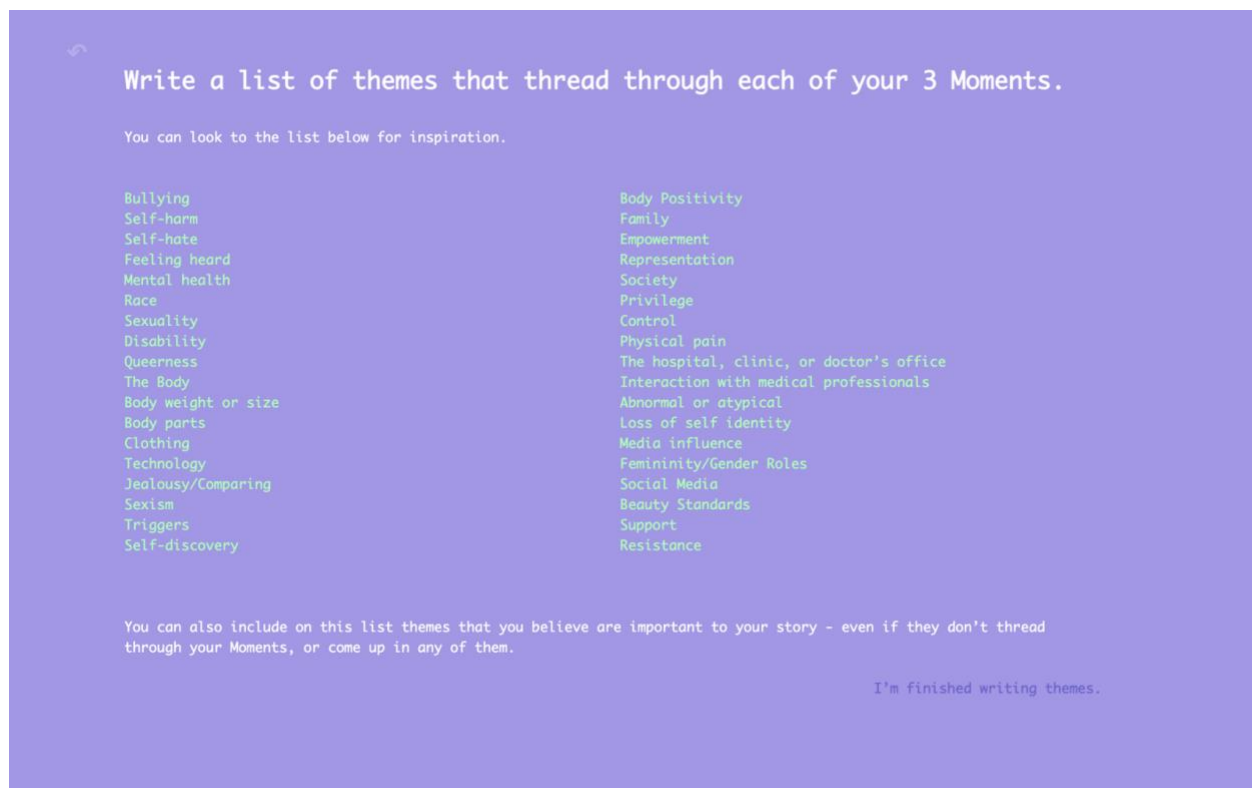 Write a list of themes that thread through each of your 3 Moments.
You can look to the list below for inspiration.
Bullying
Self-harm
Self-hate
Feeling heard
Mental health
Race
Sexuality
Disability
Queerness
The Body
Body weight or size
Body parts
Clothing
Technology
Jealousy/Comparing
Sexism
Triggers
Self-discovery
Body Positivity
Family
Empowerment
Representation
Society
Privilege
Control
Physical pain
The hospital, clinic, or doctor's office
Interaction with medical professionals
Abnormal or atypical
Loss of self identity
Media influence
Femininity/Gender Roles
Social Media
Beauty Standards
Support
Resistance
You can also include on this list themes that you believe are important to your story - even if they don't thread
through your Moments, or come up in any of them.
I'm finished writing themes.